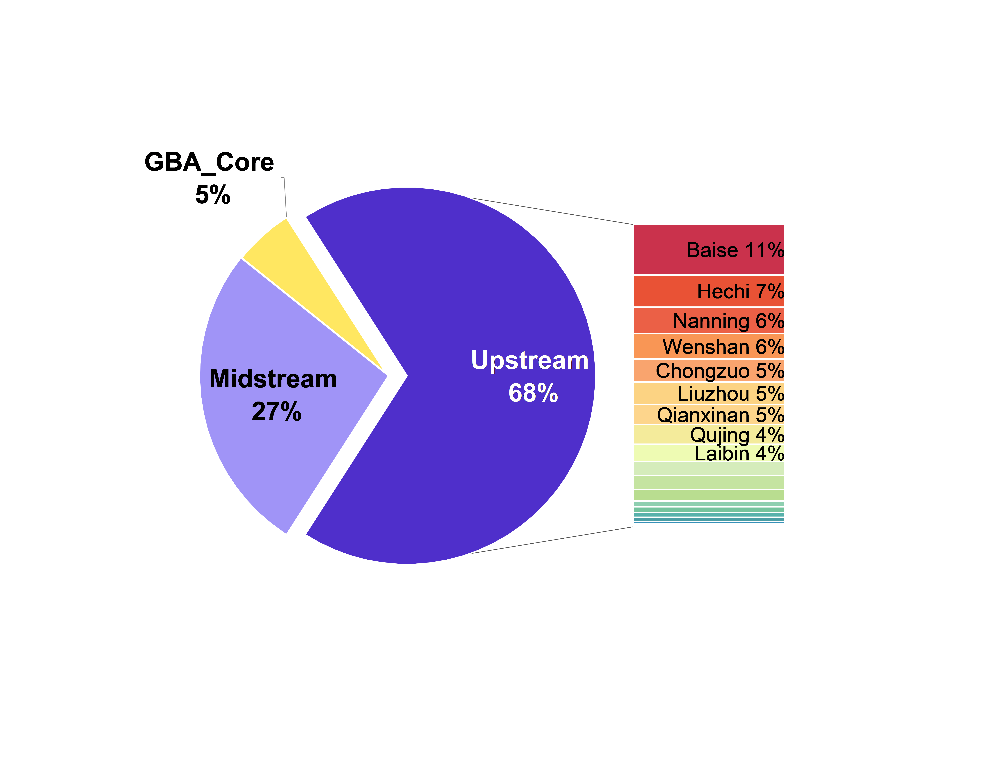 GBA_Core
5%
Midstream
27%
Upstream
68%
Baise 11%
Hechi 7%
Nanning 6%
Wenshan 6%
Chongzuo 5%
Liuzhou 5%
Qianxinan 5%
Qujing 4%
Laibin 4%